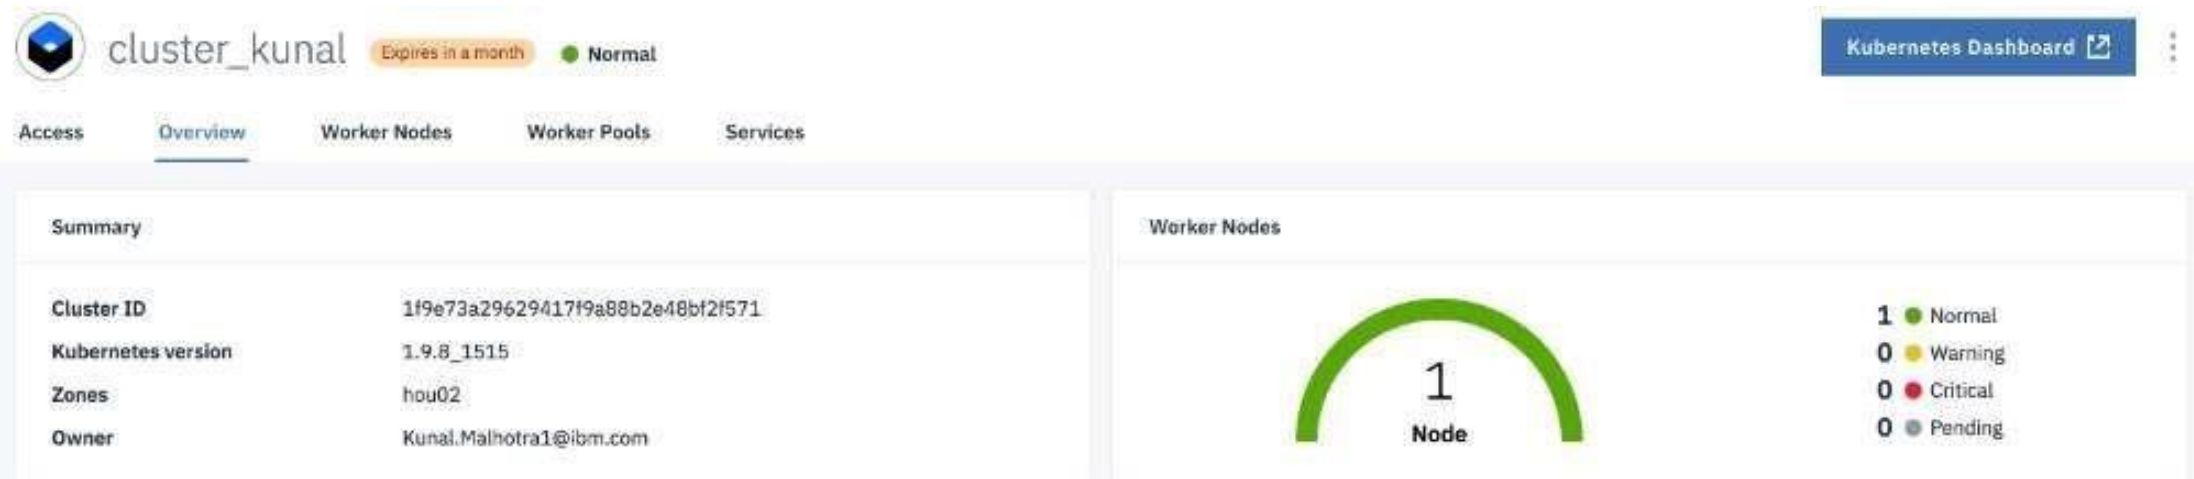 cluster_kunal Expires in a month Normal Kubernetes Dashboard
Access Overview Worker Nodes Worker Pools Services
Summary
Cluster ID 1f9e73a29629417f9a88b2e48bf2f571
Kubernetes version 1.9.8_1515
Zones hou02
Owner Kunal.Malhotra1@ibm.com
Worker Nodes
1
Node
1 Normal
0 Warning
0 Critical
0 Pending